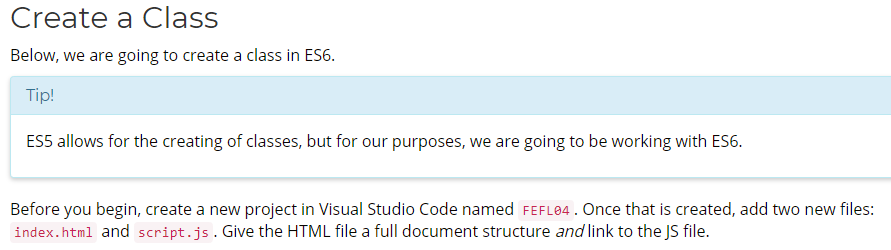 Create a Class
Below, we are going to create a class in ES6.
Tip!
ES5 allows for the creating of classes, but for our purposes, we are going to be working with ES6.
Before you begin, create a new project in Visual Studio Code named FEFL04. Once that is created, add two new files:
index.html and script.js. Give the HTML file a full document structure and link to the JS file.